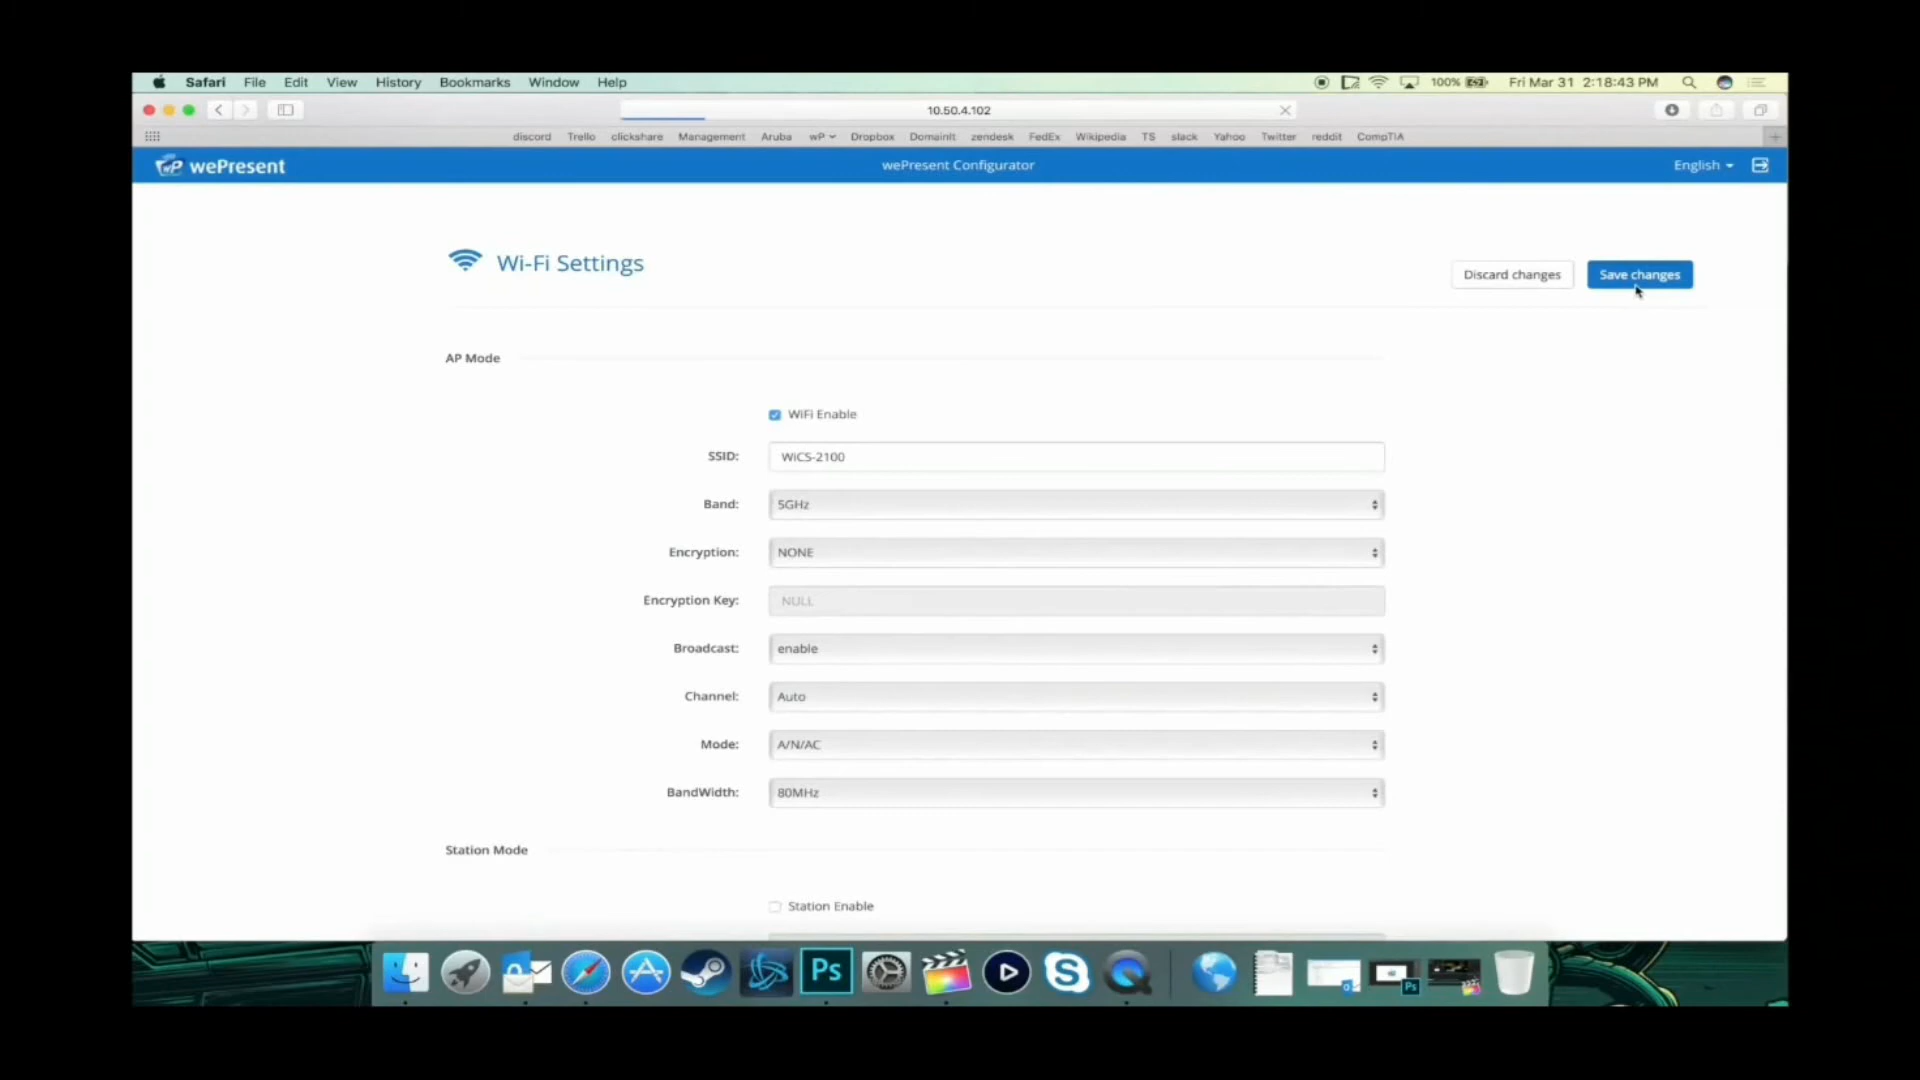 Safari File Edit View History Bookmarks Window Help 100% Fri Mar 31 2:18:43 PM
10.50.4.102
discord Trello clickshare Management Aruba wP Dropbox DomainIt zendesk FedEx Wikipedia TS slack Yahoo Twitter reddit CompTIA
wP wePresent wePresent Configurator English
Wi-Fi Settings
Discard changes Save changes
AP Mode
WiFi Enable
SSID: WiCS-2100
Band: 5GHz
Encryption: NONE
Encryption Key: NULL
Broadcast: enable
Channel: Auto
Mode: A/N/AC
BandWidth: 80MHz
Station Mode
Station Enable
Ps
Ps